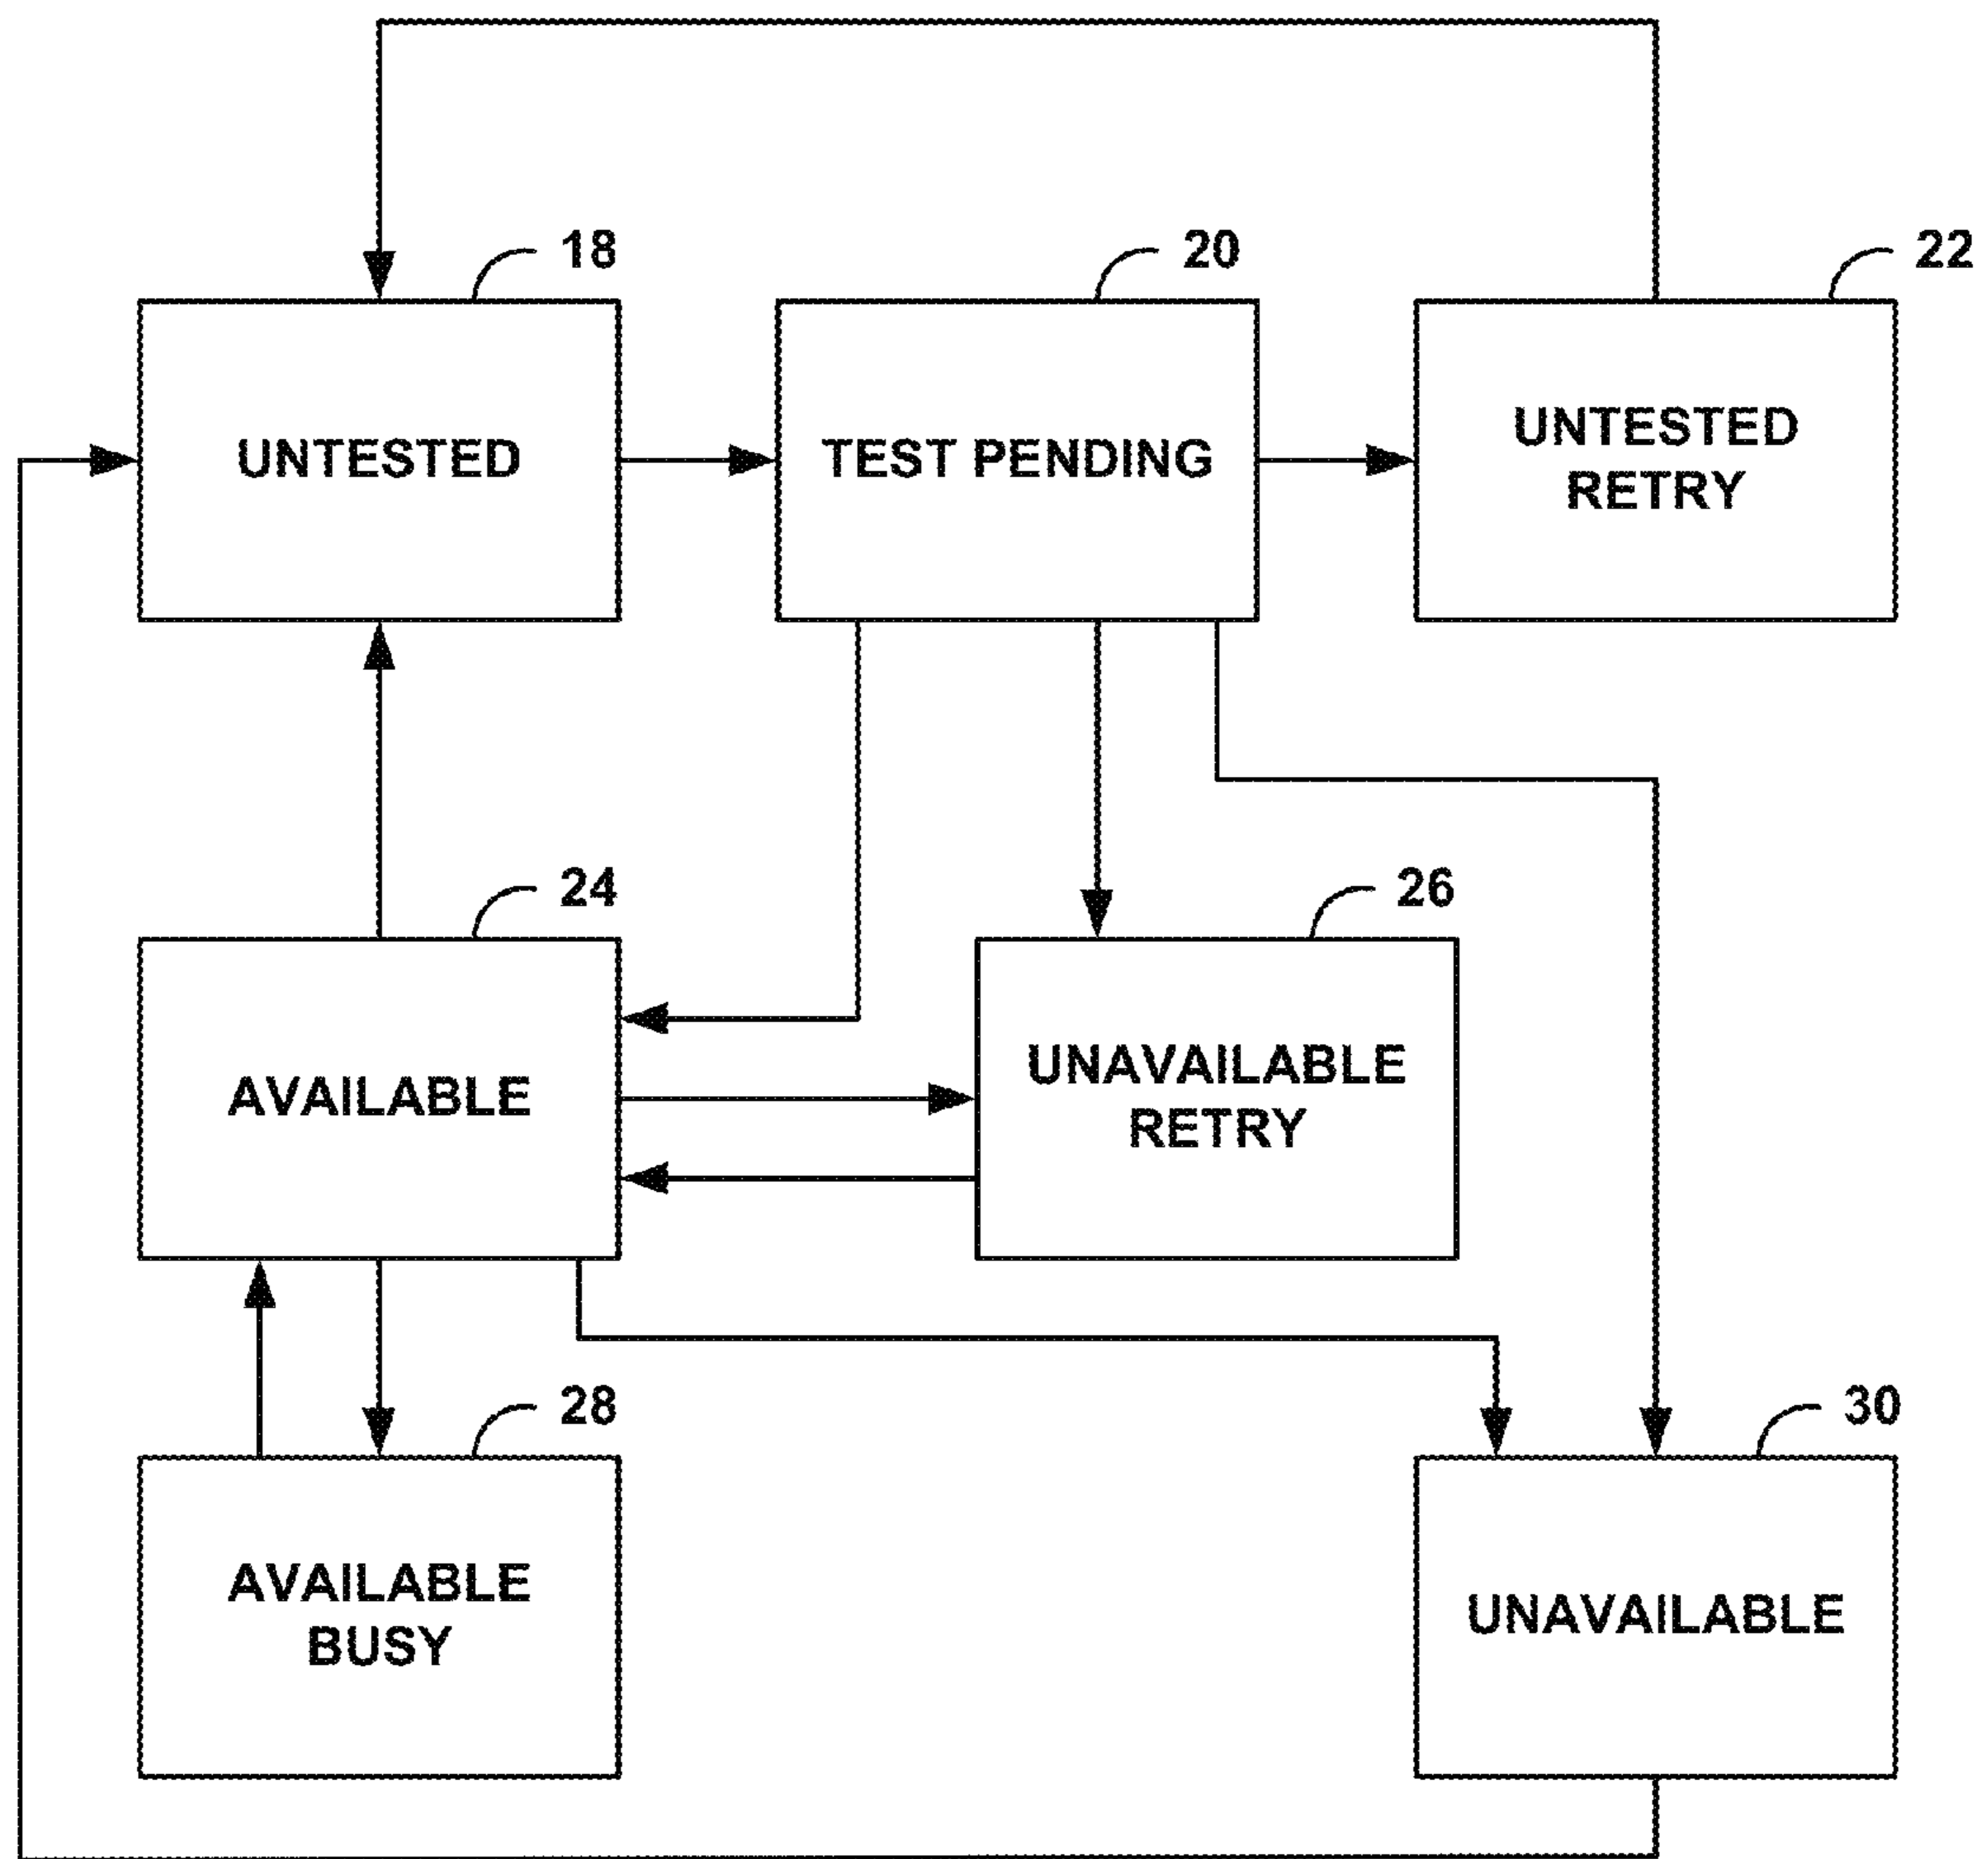 18
20
22
UNTESTED
TEST PENDING
UNTESTED
RETRY
24
26
AVAILABLE
UNAVAILABLE
RETRY
28
30
AVAILABLE
BUSY
UNAVAILABLE